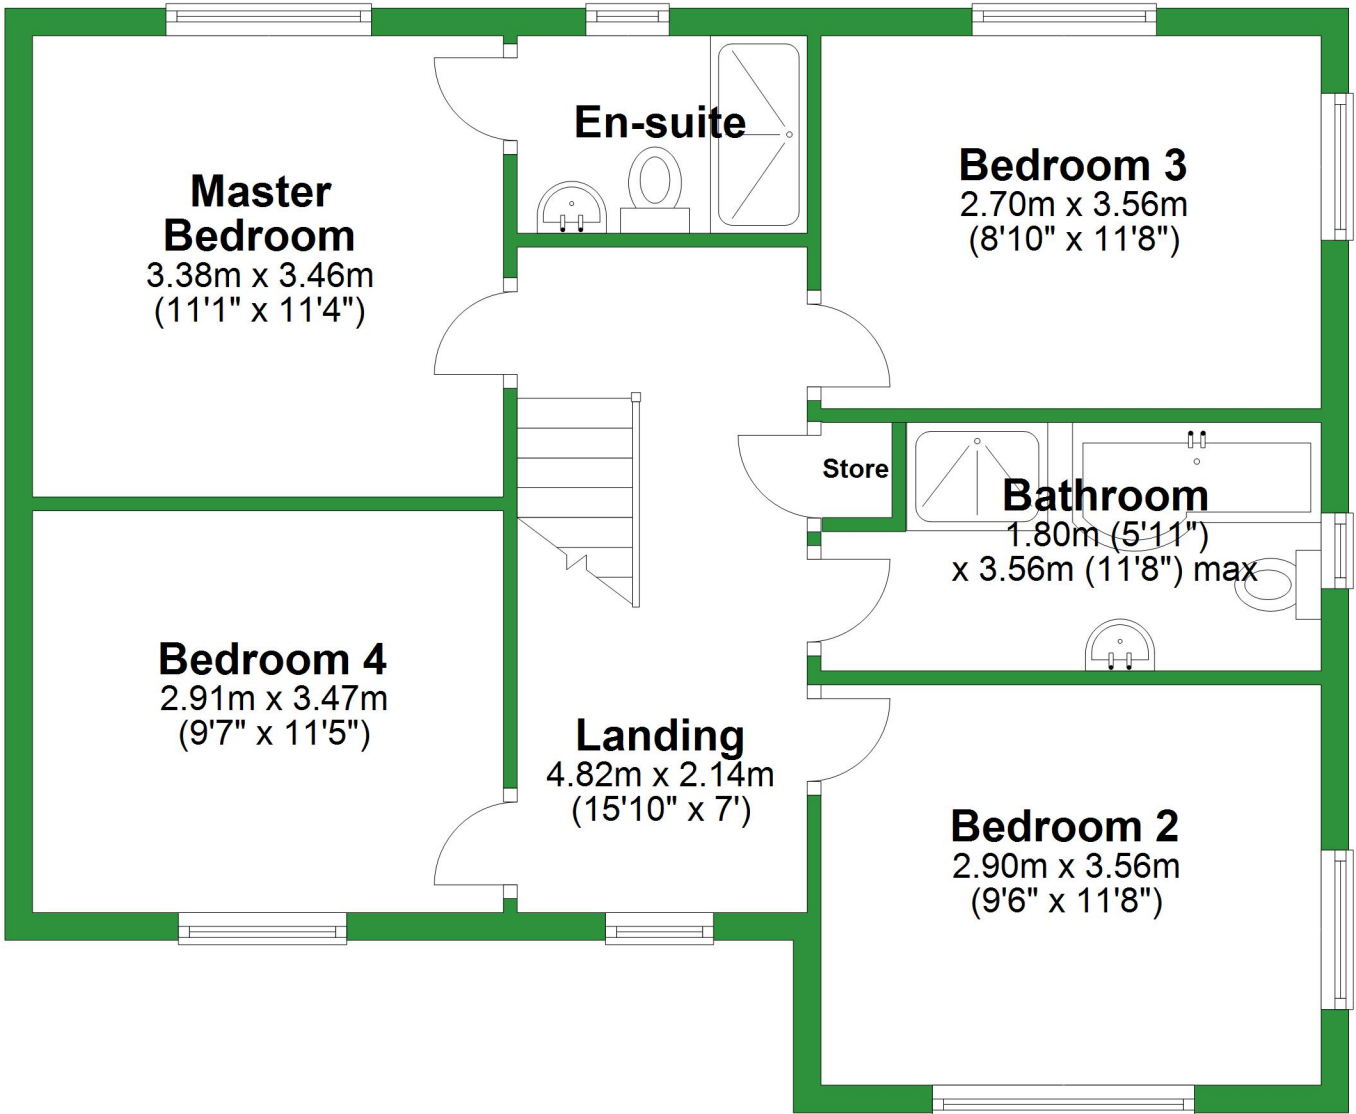 Master
Bedroom
3.38m x 3.46m
(11'1" x 11'4")
En-suite
Bedroom 3
2.70m x 3.56m
(8'10" x 11'8")
Store
Bathroom
1.80m (5'11")
x 3.56m (11'8") max
Bedroom 4
2.91m x 3.47m
(9'7" x 11'5")
Landing
4.82m x 2.14m
(15'10" x 7')
Bedroom 2
2.90m x 3.56m
(9'6" x 11'8")